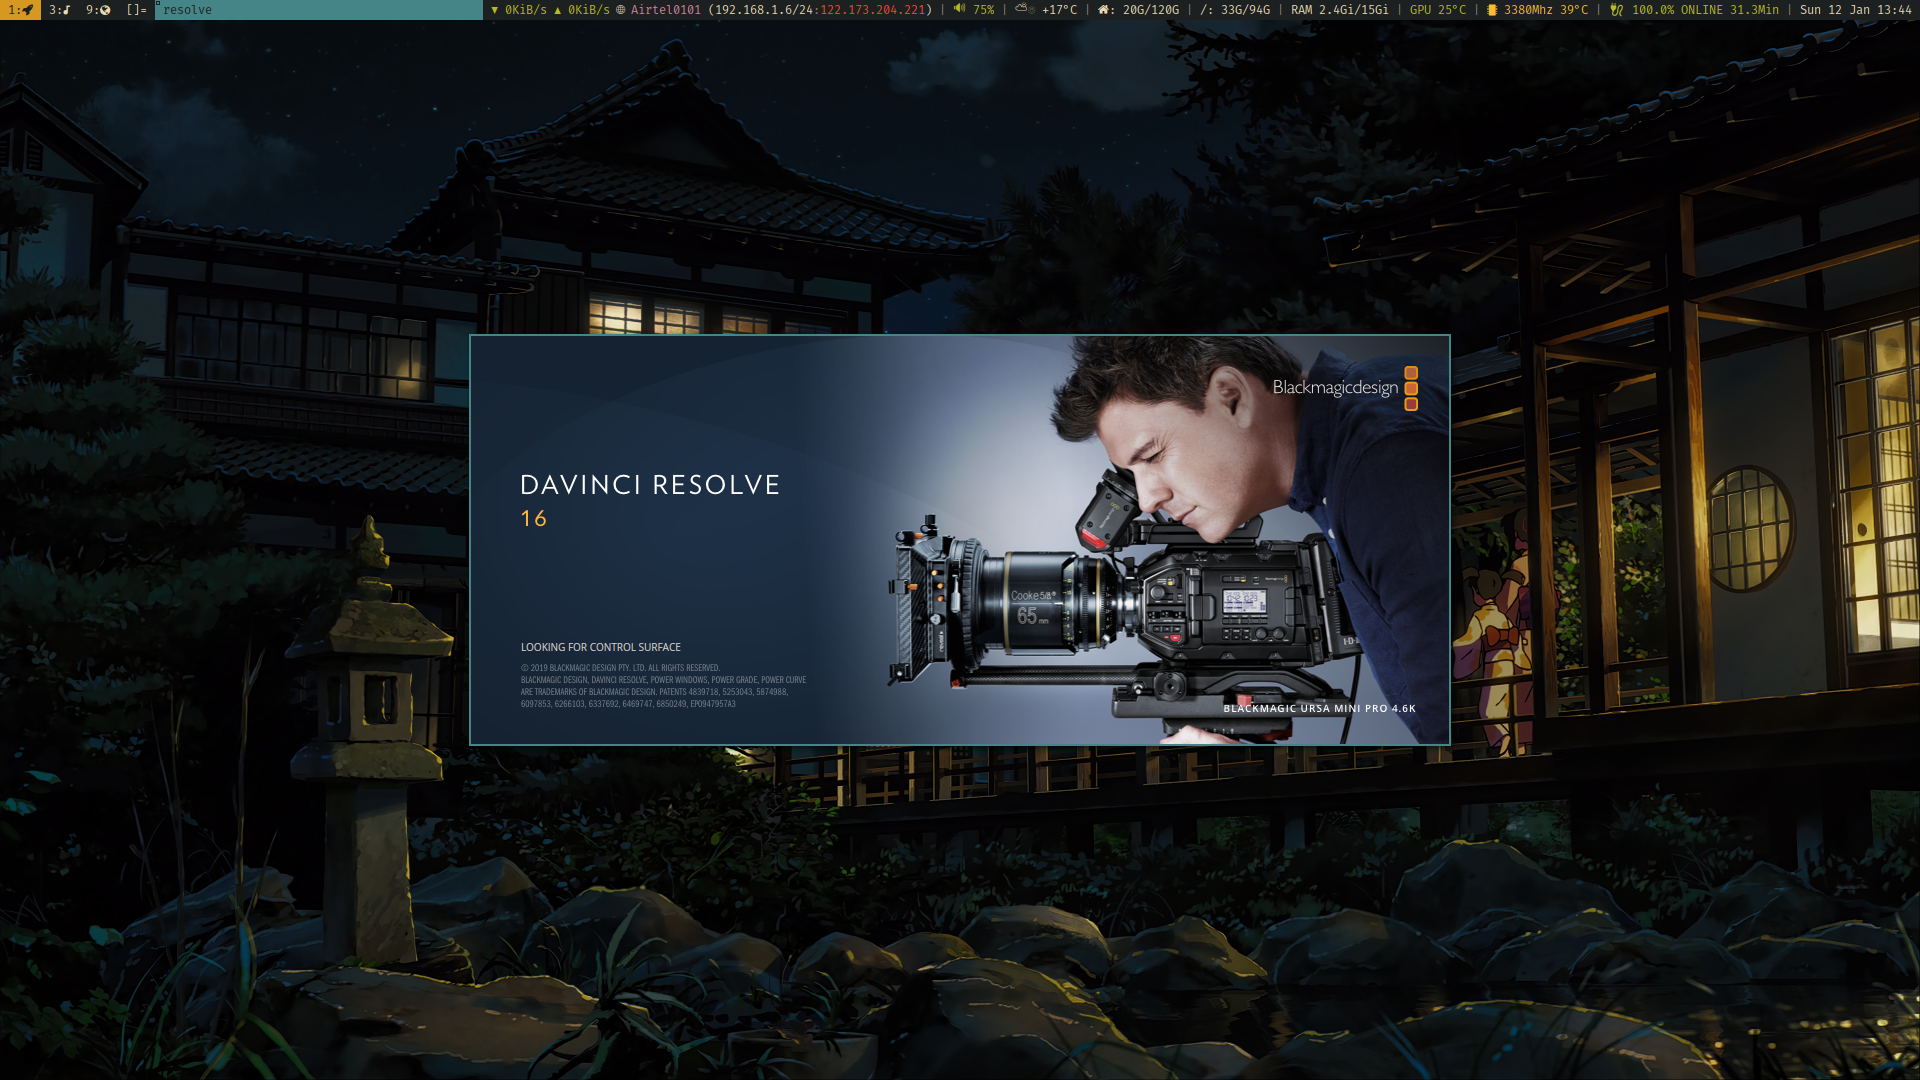 1: 3: 9: []= resolve ▼ 0KiB/s ▲ 0KiB/s Airtel0101 (192.168.1.6/24:122.173.204.221) | 75% | +17°C | : 20G/120G | /: 33G/94G | RAM 2.4Gi/15Gi | GPU 25°C | 3380Mhz 39°C | 100.0% ONLINE 31.3Min | Sun 12 Jan 13:44
Blackmagicdesign
DAVINCI RESOLVE
16
Cooke 5/i
65 mm
LOOKING FOR CONTROL SURFACE
© 2019 BLACKMAGIC DESIGN PTY. LTD. ALL RIGHTS RESERVED.
BLACKMAGIC DESIGN, DAVINCI RESOLVE, POWER WINDOWS, POWER GRADE, POWER CURVE
ARE TRADEMARKS OF BLACKMAGIC DESIGN. PATENTS 4839718, 5253043, 5874988,
6097853, 6266103, 6337692, 6469747, 6850249, EP0947957A3
BLACKMAGIC URSA MINI PRO 4.6K